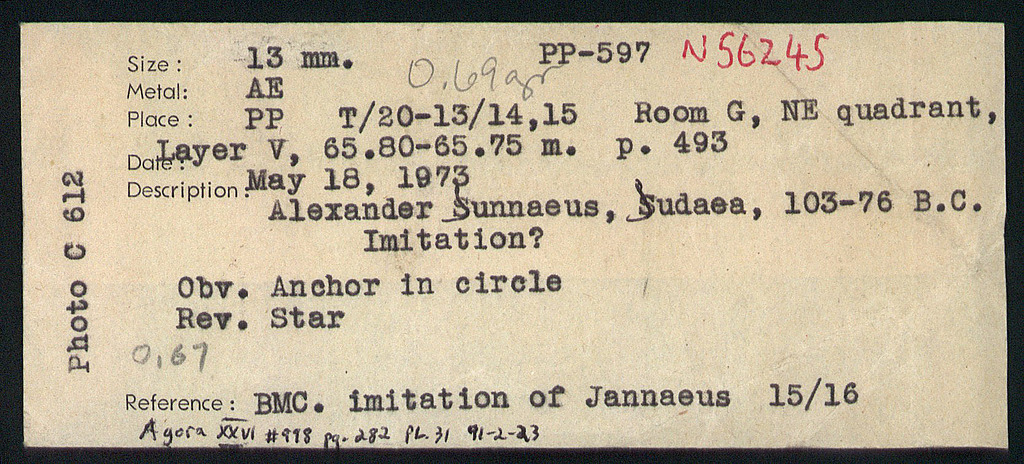 Size : 13 mm. PP-597 N56245
0.69gr
Metal: AE
Place : PP T/20-13/14,15 Room G, NE quadrant,
Layer V, 65.80-65.75 m. p. 493
Date :
May 18, 1973
Description :
Alexander Junnaeus, Judaea, 103-76 B.C.
Imitation?
Obv. Anchor in circle
Rev. Star
0,67
Reference : BMC. imitation of Jannaeus 15/16
Agora XXVI #998 pg. 282 PL. 31 91-2-23
Photo C 612